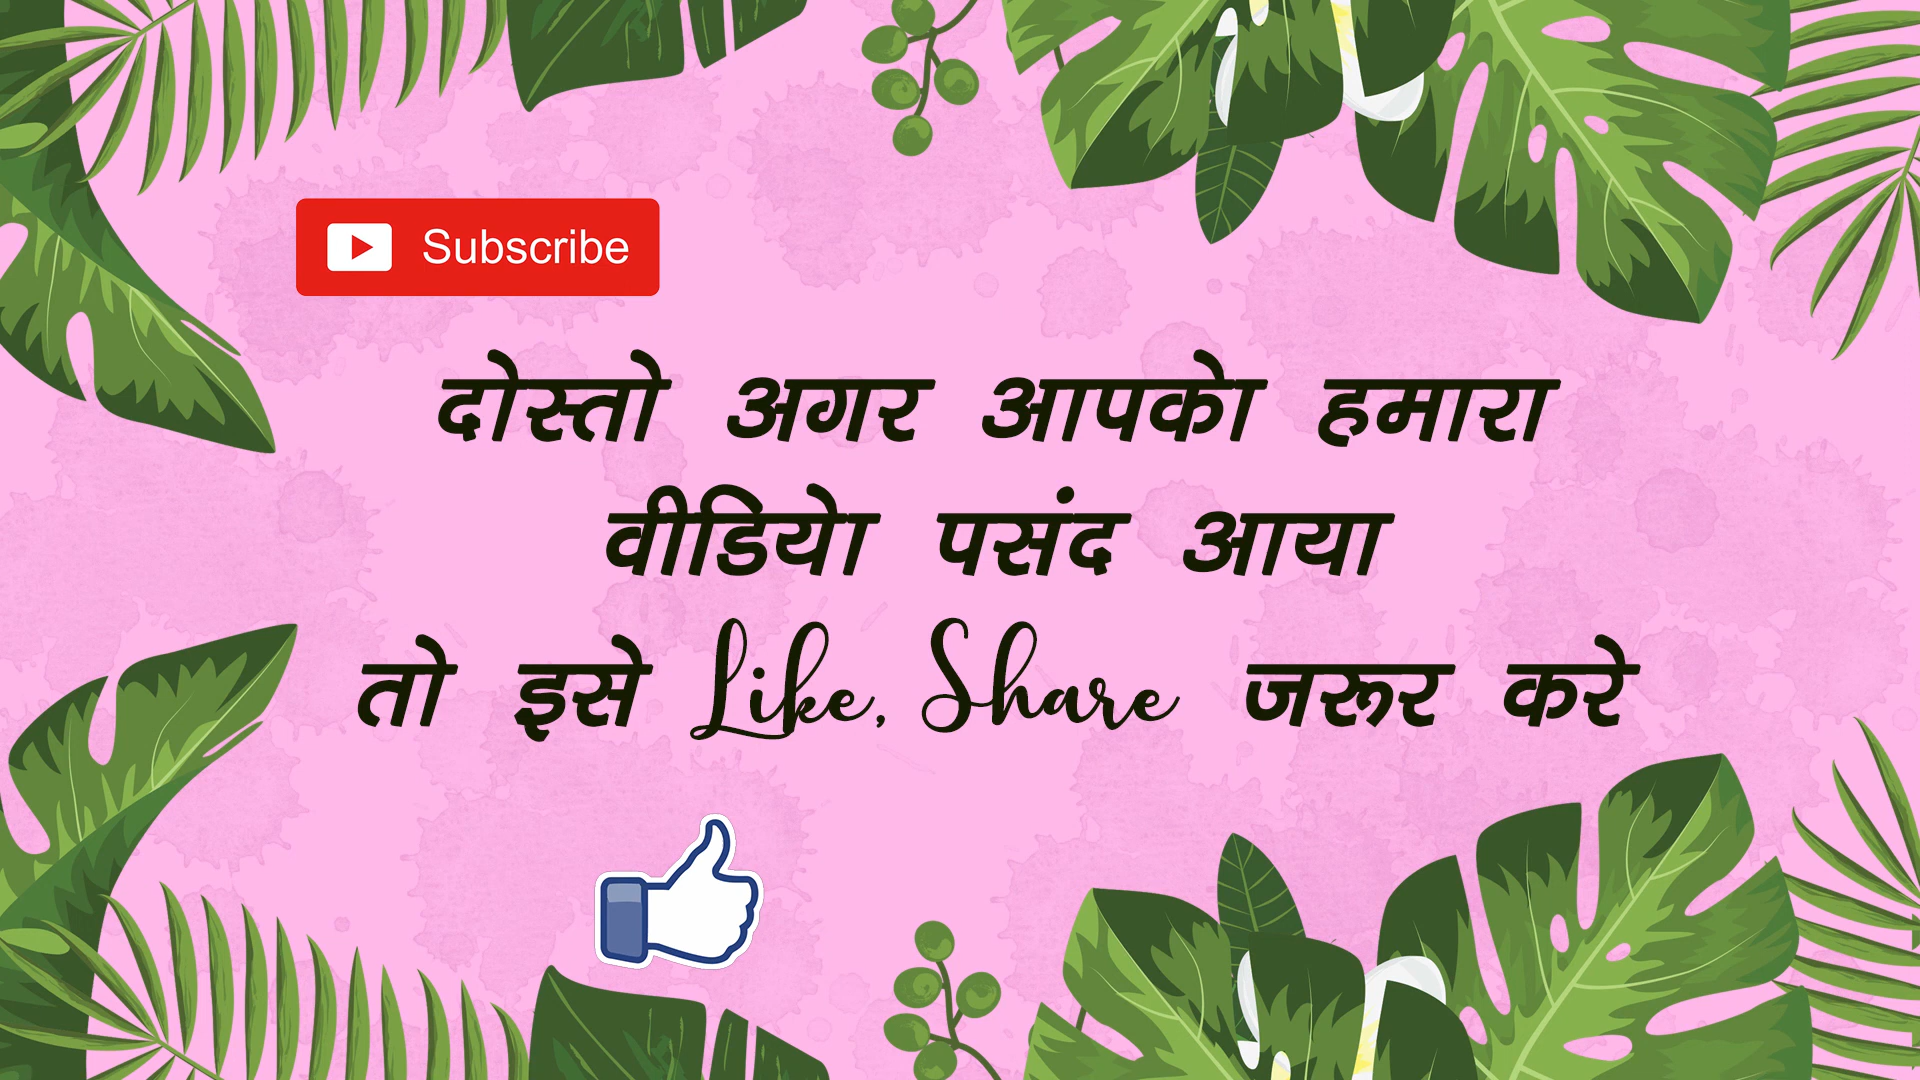 Subscribe
दोस्तो अगर आपको हमारा
वीडियो पसंद आया
तो इसे Like, Share जरूर करे